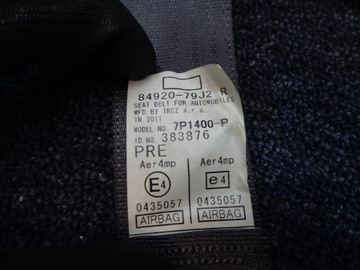 84920-79J2 R
SEAT BELT FOR AUTOMOBILES
MFD BY TRCZ s.r.o.
IN 2011
MODEL NO. 7P1400-P
ID NO. 383876
PRE
Aer4mp Aer4mp
E4 e4
0435057 0435057
AIRBAG AIRBAG